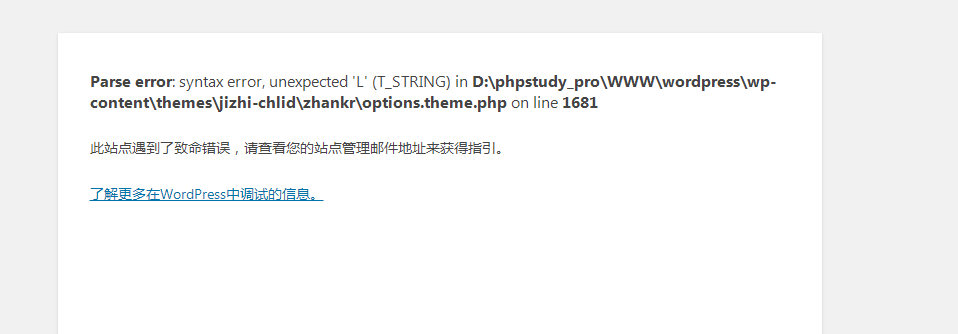 Parse error: syntax error, unexpected 'L' (T_STRING) in D:\phpstudy_pro\WWW\wordpress\wp-
content\themes\jizhi-chlid\zhankr\options.theme.php on line 1681
此站点遇到了致命错误，请查看您的站点管理邮件地址来获得指引。
了解更多在WordPress中调试的信息。